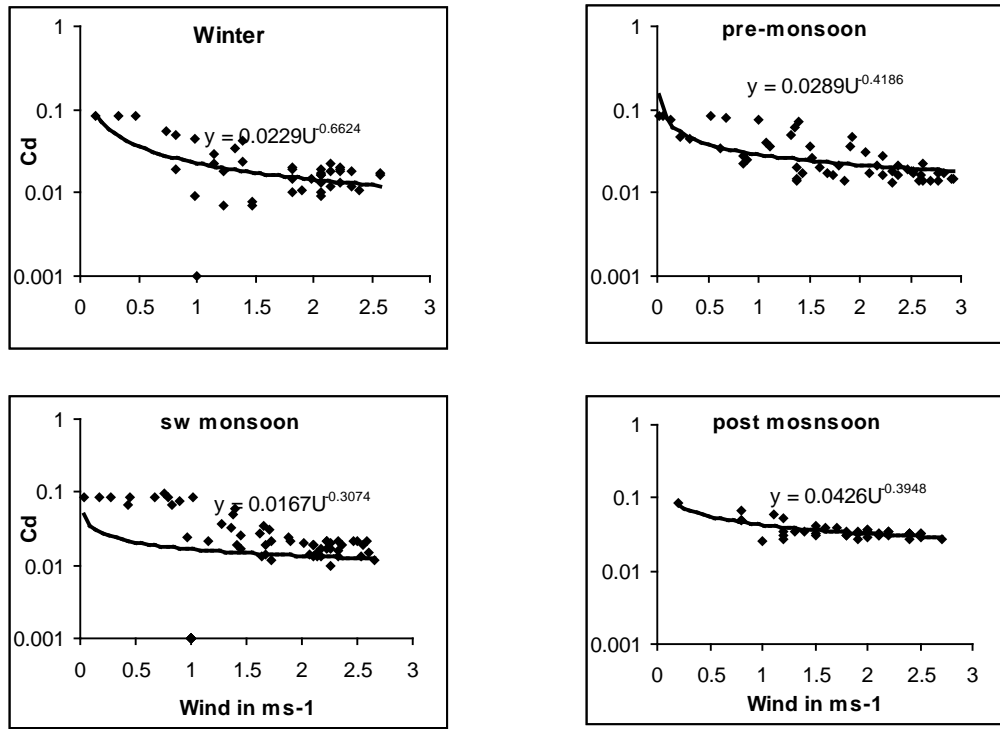 Winter
1
0.1
0.01
0.001
Cd
y = 0.0229U^-0.6624
0 0.5 1 1.5 2 2.5 3
pre-monsoon
1
0.1
0.01
0.001
y = 0.0289U^-0.4186
0 0.5 1 1.5 2 2.5 3
sw monsoon
1
0.1
0.01
0.001
Cd
y = 0.0167U^-0.3074
0 0.5 1 1.5 2 2.5 3
Wind in ms-1
post mosnsoon
1
0.1
0.01
0.001
y = 0.0426U^-0.3948
0 0.5 1 1.5 2 2.5 3
Wind in ms-1